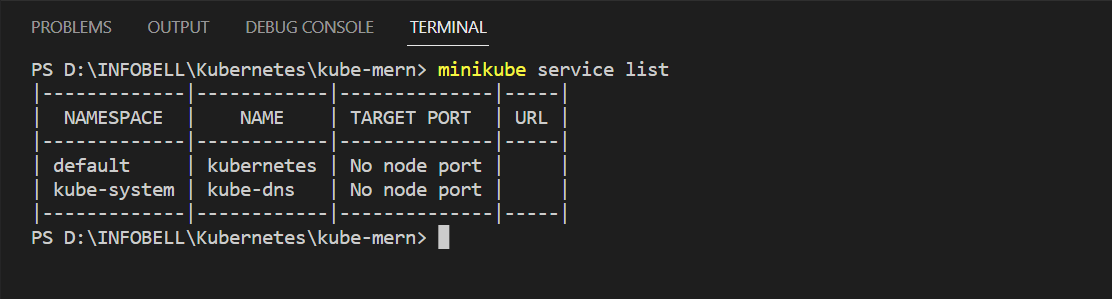 PROBLEMS OUTPUT DEBUG CONSOLE TERMINAL
PS D:\INFOBELL\Kubernetes\kube-mern> minikube service list
|-------------|------------|--------------|-----|
|  NAMESPACE  |    NAME    | TARGET PORT  | URL |
|-------------|------------|--------------|-----|
| default     | kubernetes | No node port |     |
| kube-system | kube-dns   | No node port |     |
|-------------|------------|--------------|-----|
PS D:\INFOBELL\Kubernetes\kube-mern>